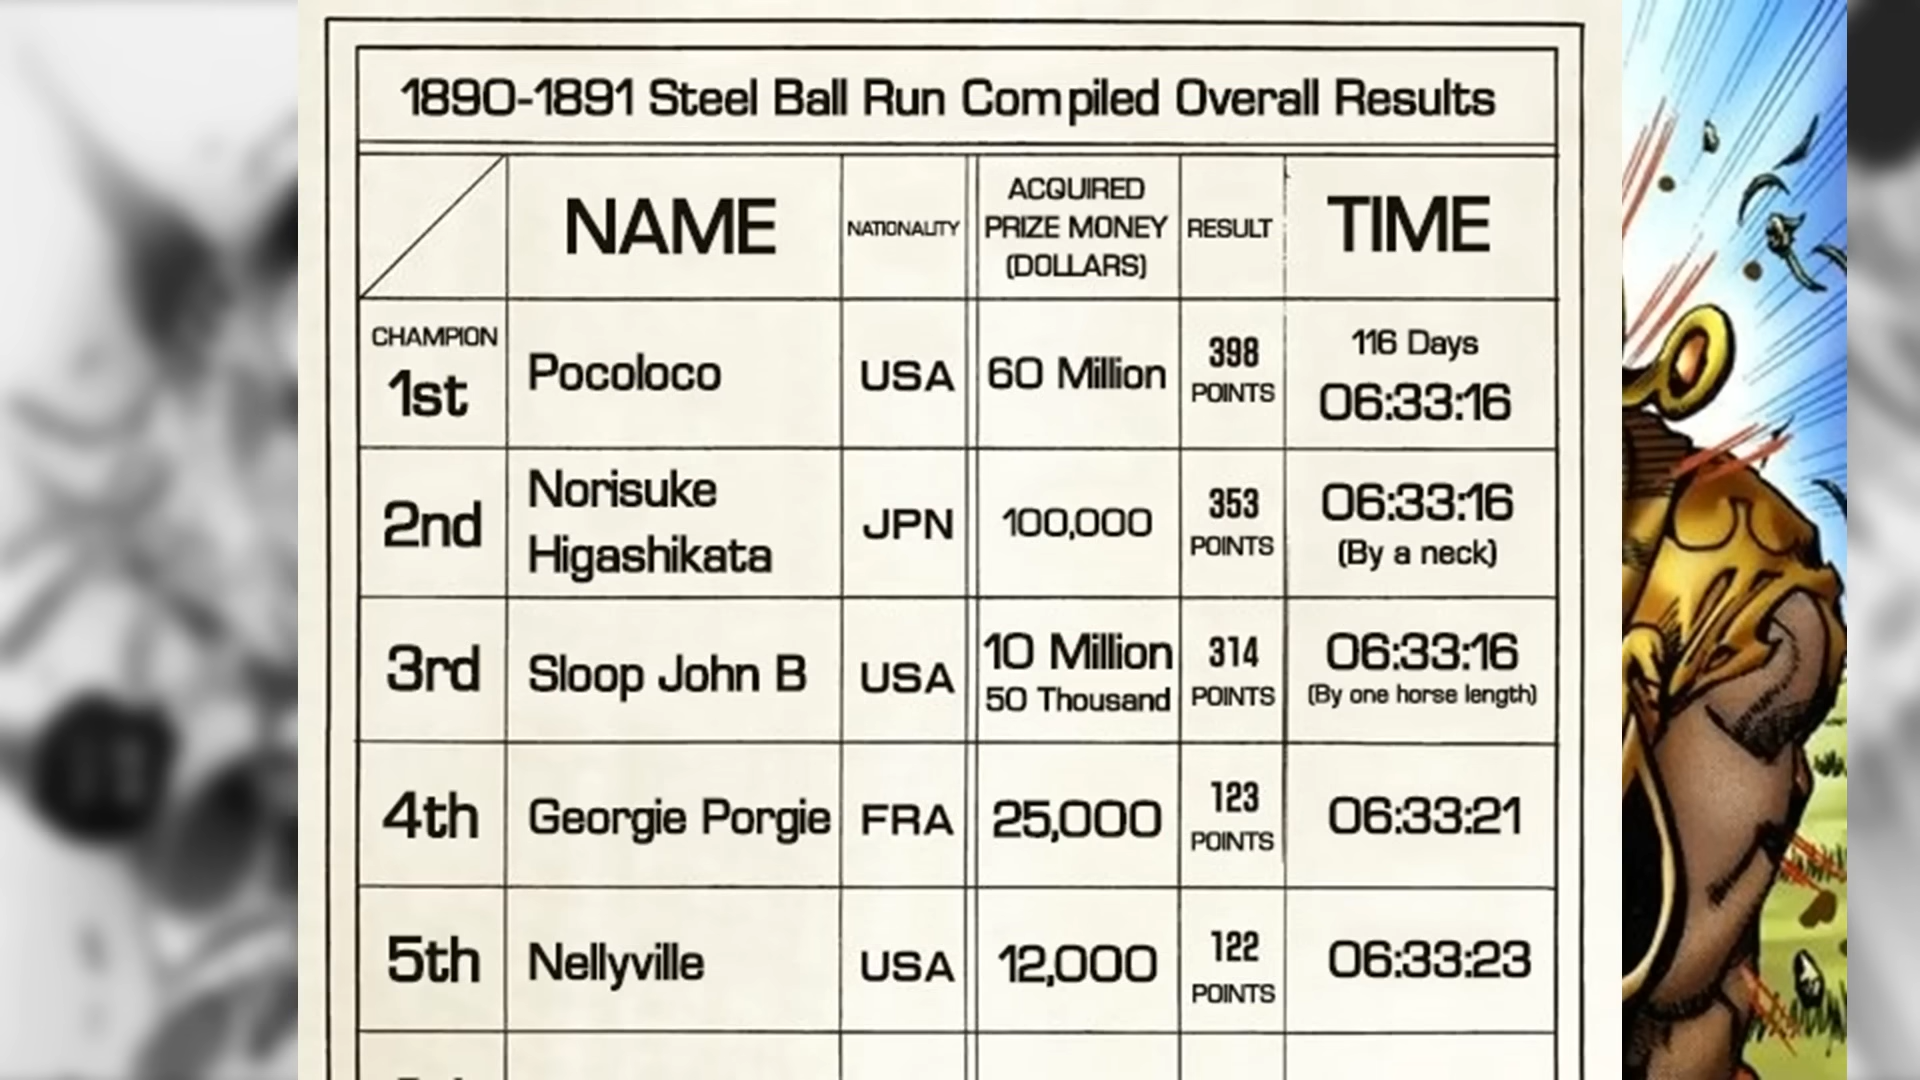 1890-1891 Steel Ball Run Compiled Overall Results
NAME
NATIONALITY
ACQUIRED
PRIZE MONEY
(DOLLARS)
RESULT
TIME
CHAMPION
1st
Pocoloco
USA
60 Million
398
POINTS
116 Days
06:33:16
2nd
Norisuke
Higashikata
JPN
100,000
353
POINTS
06:33:16
(By a neck)
3rd
Sloop John B
USA
10 Million
50 Thousand
314
POINTS
06:33:16
(By one horse length)
4th
Georgie Porgie
FRA
25,000
123
POINTS
06:33:21
5th
Nellyville
USA
12,000
122
POINTS
06:33:23